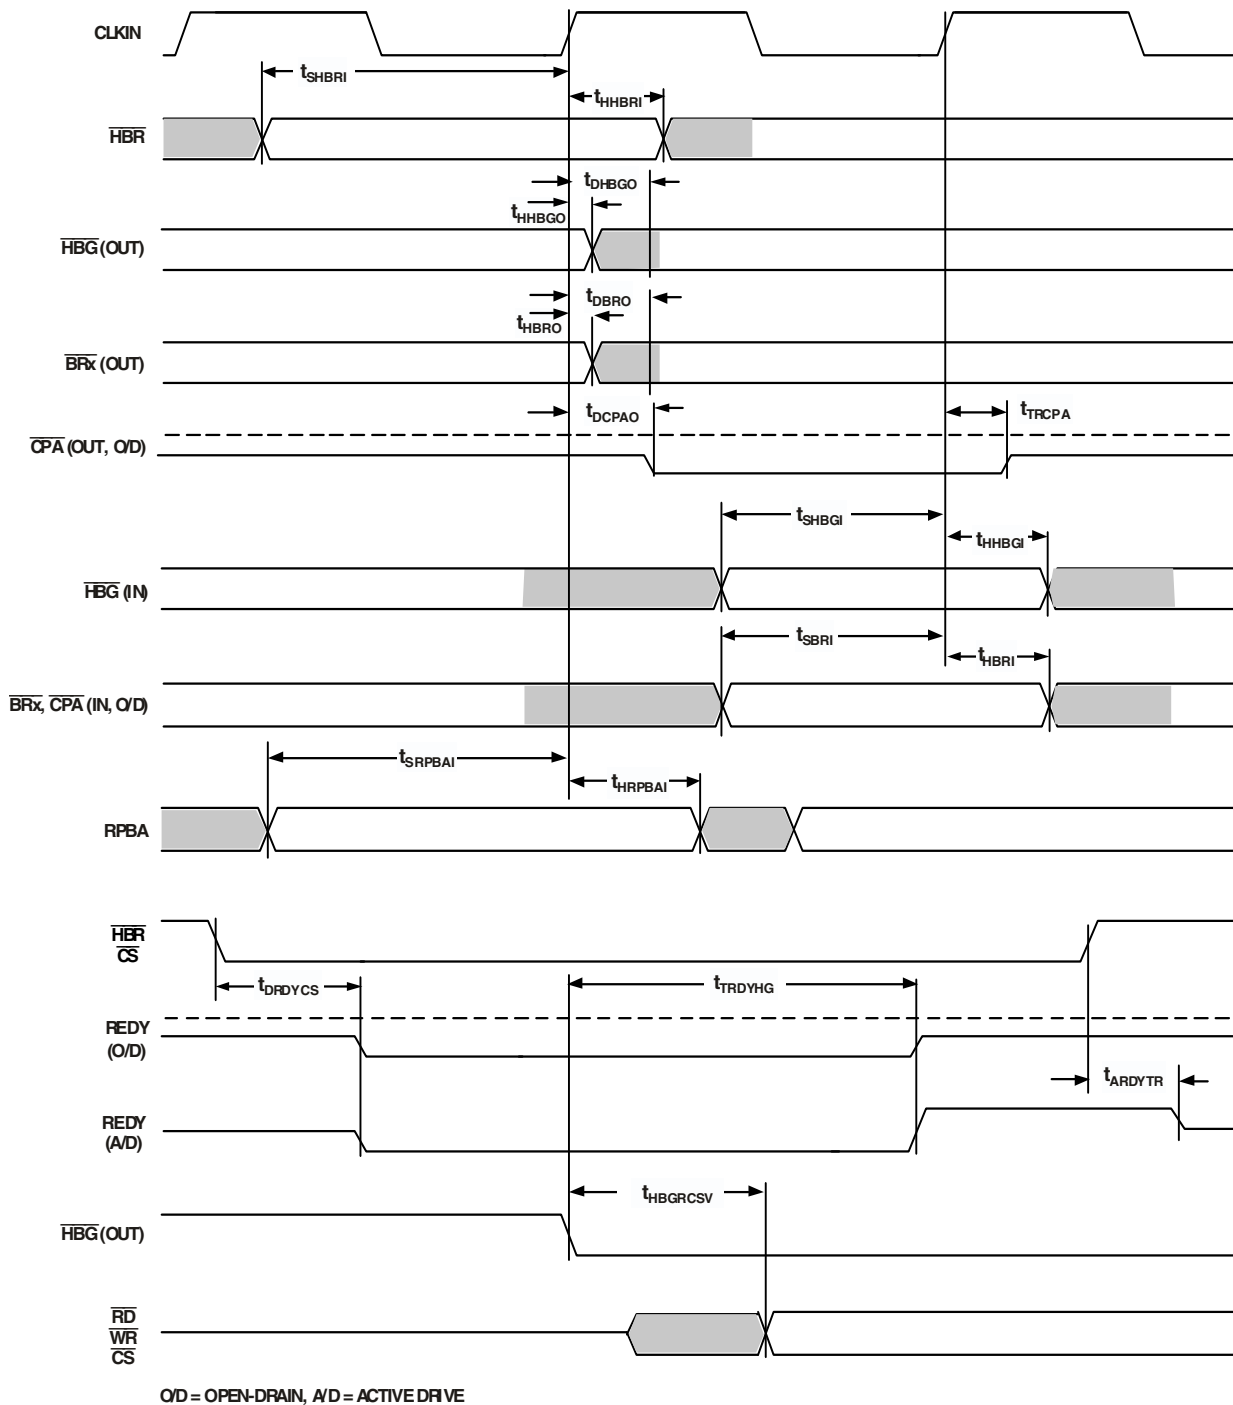 CLKIN
tSHBRI
tHHBRI
HBR
tDHBGO
tHHBGO
HBG (OUT)
tDBRO
tHBRO
BRx (OUT)
tDCPAO
tTRCPA
CPA (OUT, O/D)
tSHBGI
tHHBGI
HBG (IN)
tSBRI
tHBRI
BRx, CPA (IN, O/D)
tSRPBAI
tHRPBAI
RPBA
HBR
CS
tDRDYCS
tTRDYHG
REDY
(O/D)
tARDYTR
REDY
(A/D)
tHBGRCSV
HBG (OUT)
RD
WR
CS
O/D = OPEN-DRAIN, A/D = ACTIVE DRIVE